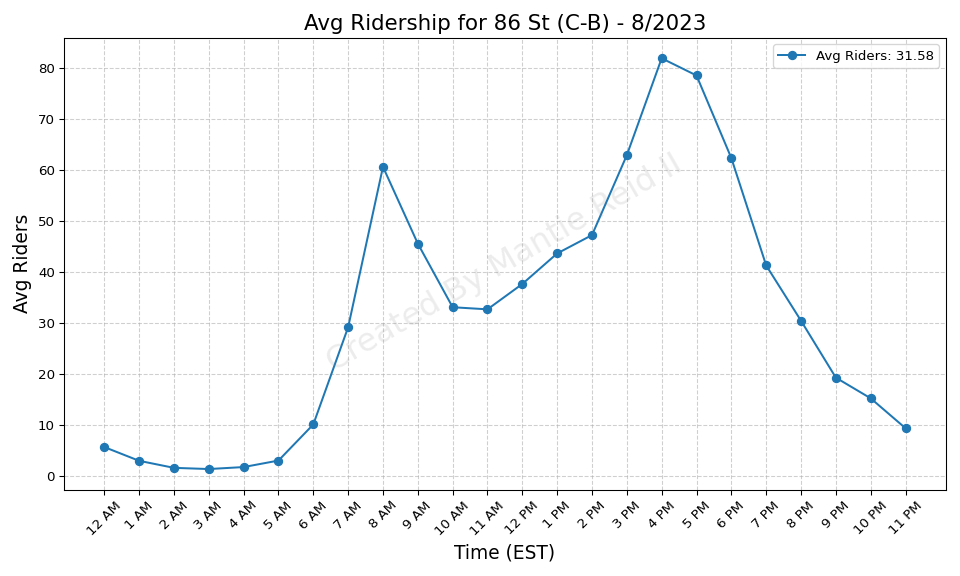 Avg Ridership for 86 St (C-B) - 8/2023
Avg Riders: 31.58
Avg Riders
80
70
60
50
40
30
20
10
0
Created By Mantie Reid II
12 AM
1 AM
2 AM
3 AM
4 AM
5 AM
6 AM
7 AM
8 AM
9 AM
10 AM
11 AM
12 PM
1 PM
2 PM
3 PM
4 PM
5 PM
6 PM
7 PM
8 PM
9 PM
10 PM
11 PM
Time (EST)